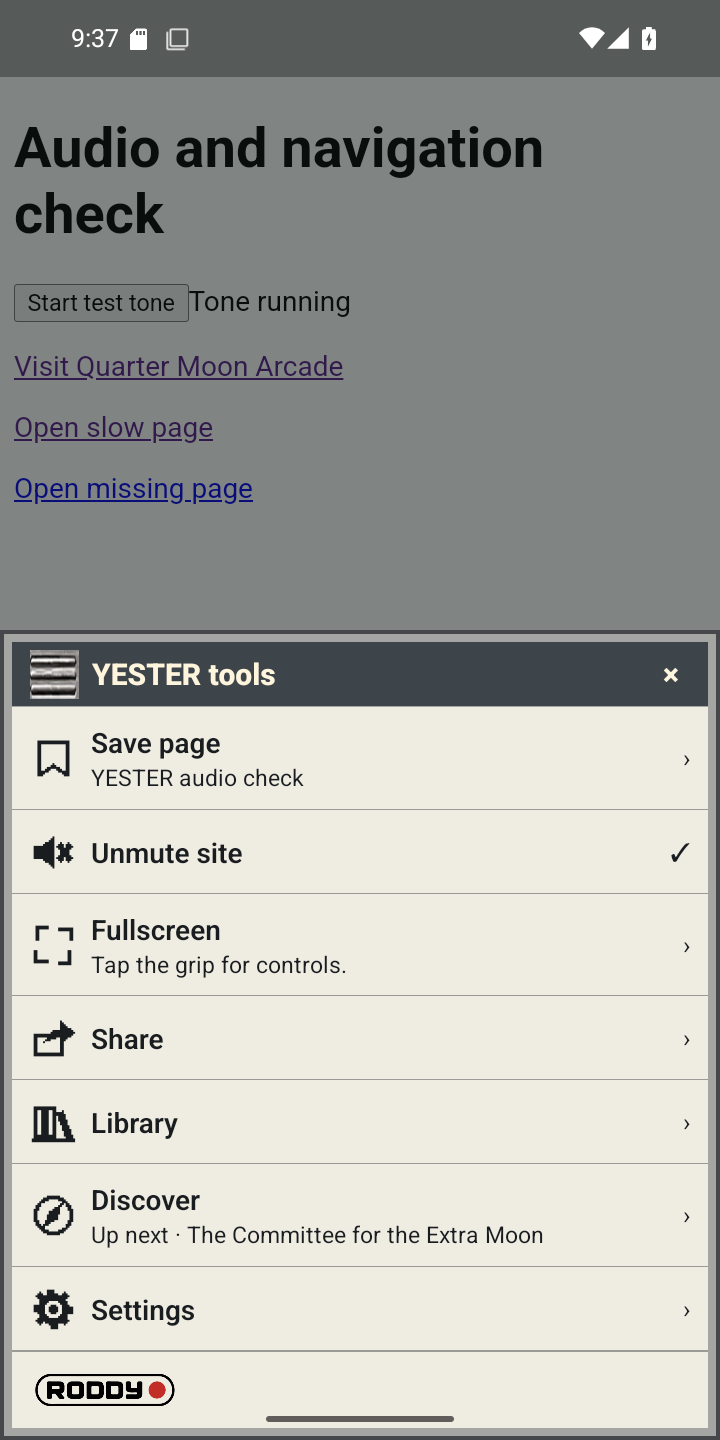 9:37
Audio and navigation
check
Start test tone Tone running
Visit Quarter Moon Arcade
Open slow page
Open missing page
YESTER tools
Save page
YESTER audio check
Unmute site
Fullscreen
Tap the grip for controls.
Share
Library
Discover
Up next · The Committee for the Extra Moon
Settings
RODDY